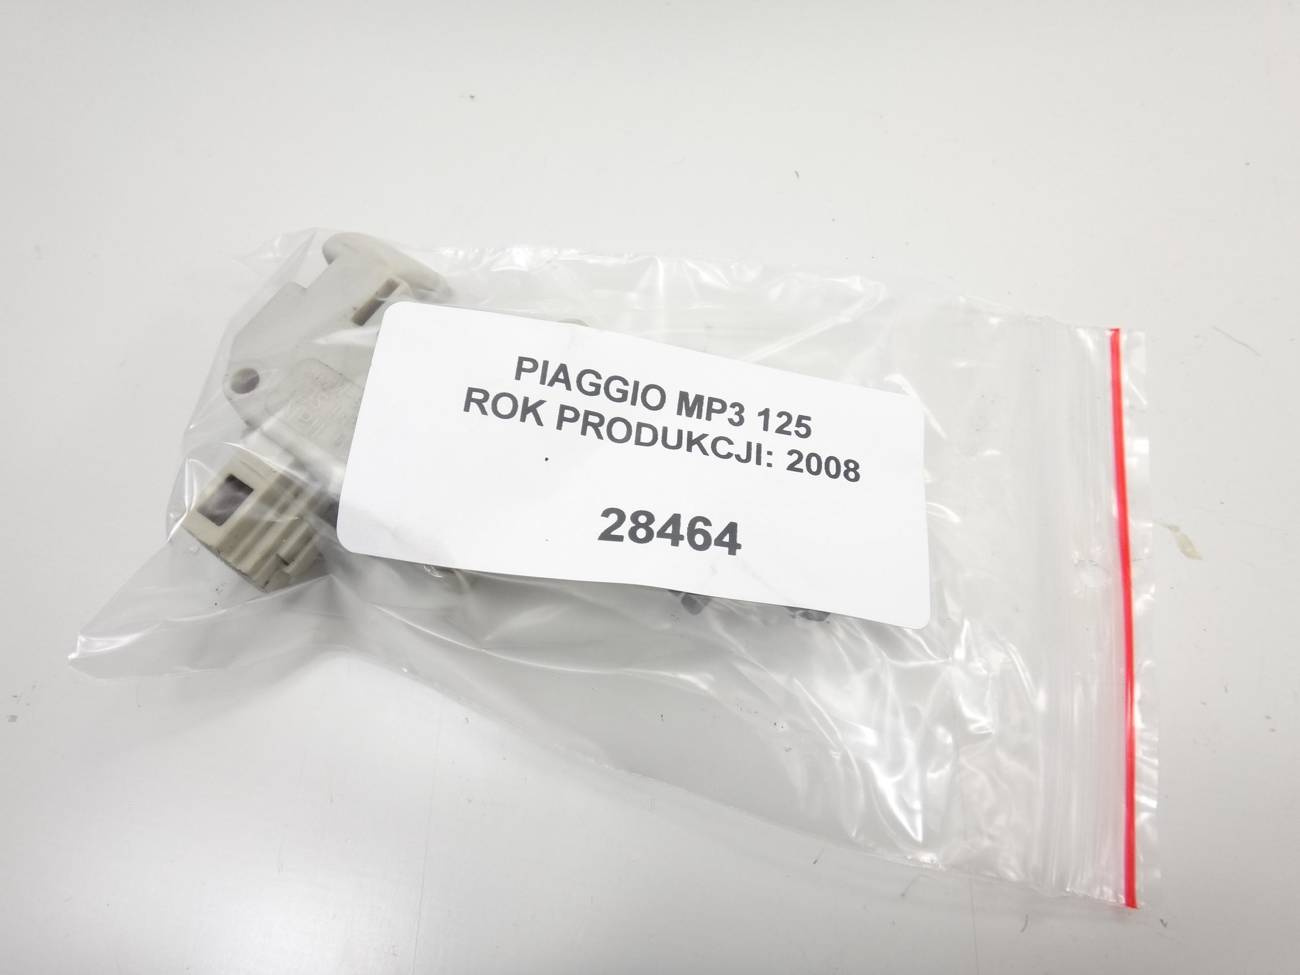 PIAGGIO MP3 125
ROK PRODUKCJI: 2008
28464